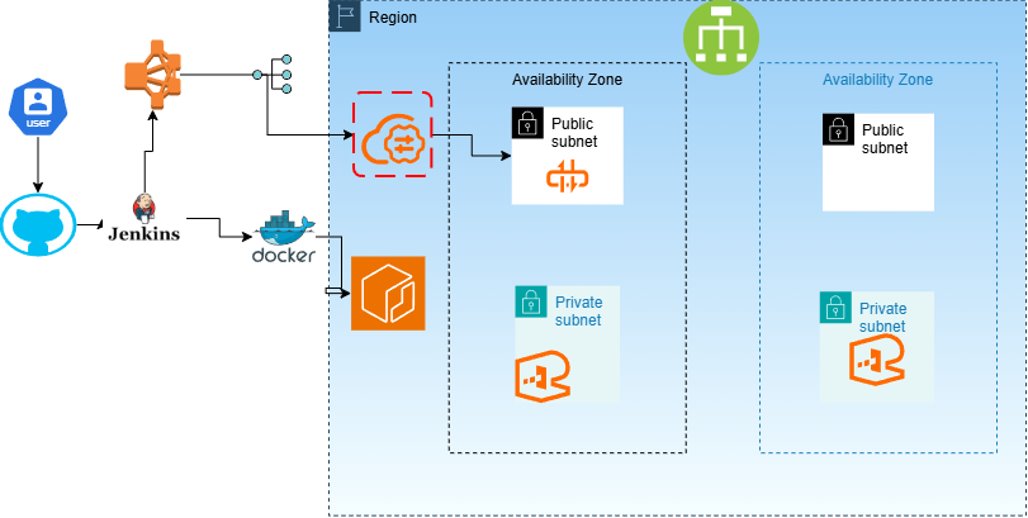 Region
Availability Zone
Availability Zone
user
Public
subnet
Public
subnet
Jenkins
docker
Private
subnet
Private
subnet